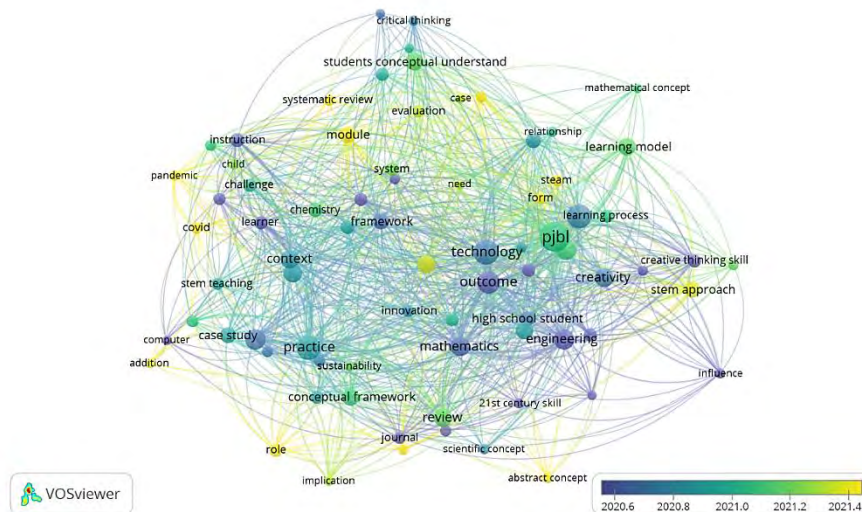 critical thinking
students conceptual understand
mathematical concept
systematic review
case
evaluation
module
relationship
instruction
learning model
child
system
pandemic
challenge
need
steam
form
chemistry
learning process
covid
learner
framework
pjbl
technology
context
creative thinking skill
stem teaching
outcome
creativity
stem approach
innovation
high school student
computer
case study
practice
mathematics
engineering
addition
sustainability
influence
conceptual framework
21st century skill
review
journal
role
scientific concept
implication
abstract concept
VOSviewer
2020.6 2020.8 2021.0 2021.2 2021.4